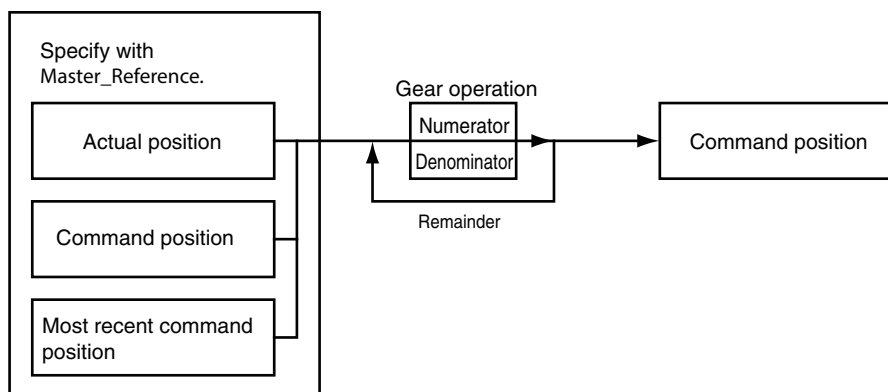 Specify with
Master_Reference.
Actual position
Command position
Most recent command
position
Gear operation
Numerator
Denominator
Remainder
Command position